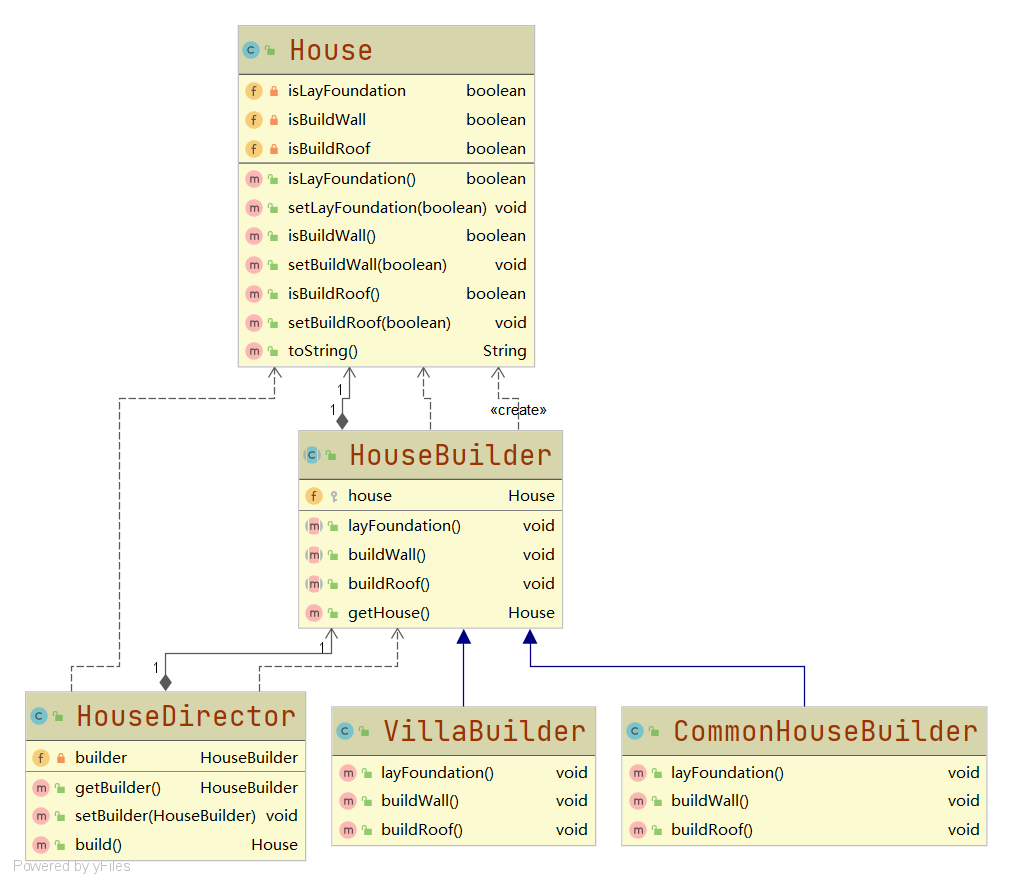 House
isLayFoundation boolean
isBuildWall boolean
isBuildRoof boolean
isLayFoundation() boolean
setLayFoundation(boolean) void
isBuildWall() boolean
setBuildWall(boolean) void
isBuildRoof() boolean
setBuildRoof(boolean) void
toString() String
1
1
«create»
HouseBuilder
house House
layFoundation() void
buildWall() void
buildRoof() void
getHouse() House
1
1
HouseDirector
builder HouseBuilder
getBuilder() HouseBuilder
setBuilder(HouseBuilder) void
build() House
VillaBuilder
layFoundation() void
buildWall() void
buildRoof() void
CommonHouseBuilder
layFoundation() void
buildWall() void
buildRoof() void
Powered by yFiles